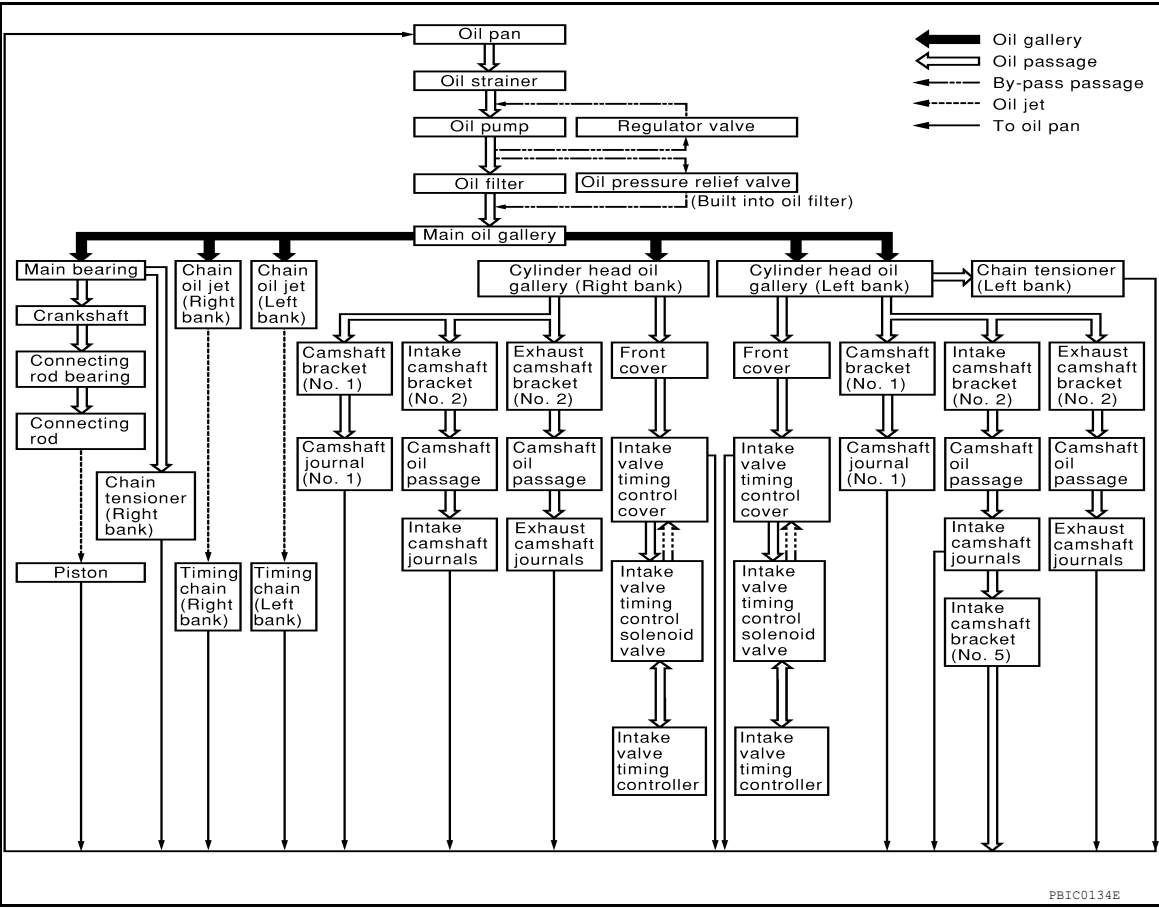 Oil pan
Oil gallery
Oil passage
Oil strainer
By-pass passage
Oil jet
Oil pump
Regulator valve
To oil pan
Oil filter
Oil pressure relief valve
(Built into oil filter)
Main oil gallery
Main bearing
Chain
oil jet
(Right
bank)
Chain
oil jet
(Left
bank)
Cylinder head oil
gallery (Right bank)
Cylinder head oil
gallery (Left bank)
Chain tensioner
(Left bank)
Crankshaft
Connecting
rod bearing
Connecting
rod
Camshaft
bracket
(No. 1)
Intake
camshaft
bracket
(No. 2)
Exhaust
camshaft
bracket
(No. 2)
Front
cover
Front
cover
Camshaft
bracket
(No. 1)
Intake
camshaft
bracket
(No. 2)
Exhaust
camshaft
bracket
(No. 2)
Chain
tensioner
(Right
bank)
Camshaft
journal
(No. 1)
Camshaft
oil
passage
Camshaft
oil
passage
Intake
valve
timing
control
cover
Intake
valve
timing
control
cover
Camshaft
journal
(No. 1)
Camshaft
oil
passage
Camshaft
oil
passage
Intake
camshaft
journals
Exhaust
camshaft
journals
Intake
camshaft
journals
Exhaust
camshaft
journals
Piston
Timing
chain
(Right
bank)
Timing
chain
(Left
bank)
Intake
valve
timing
control
solenoid
valve
Intake
valve
timing
control
solenoid
valve
Intake
camshaft
bracket
(No. 5)
Intake
valve
timing
controller
Intake
valve
timing
controller
PBIC0134E